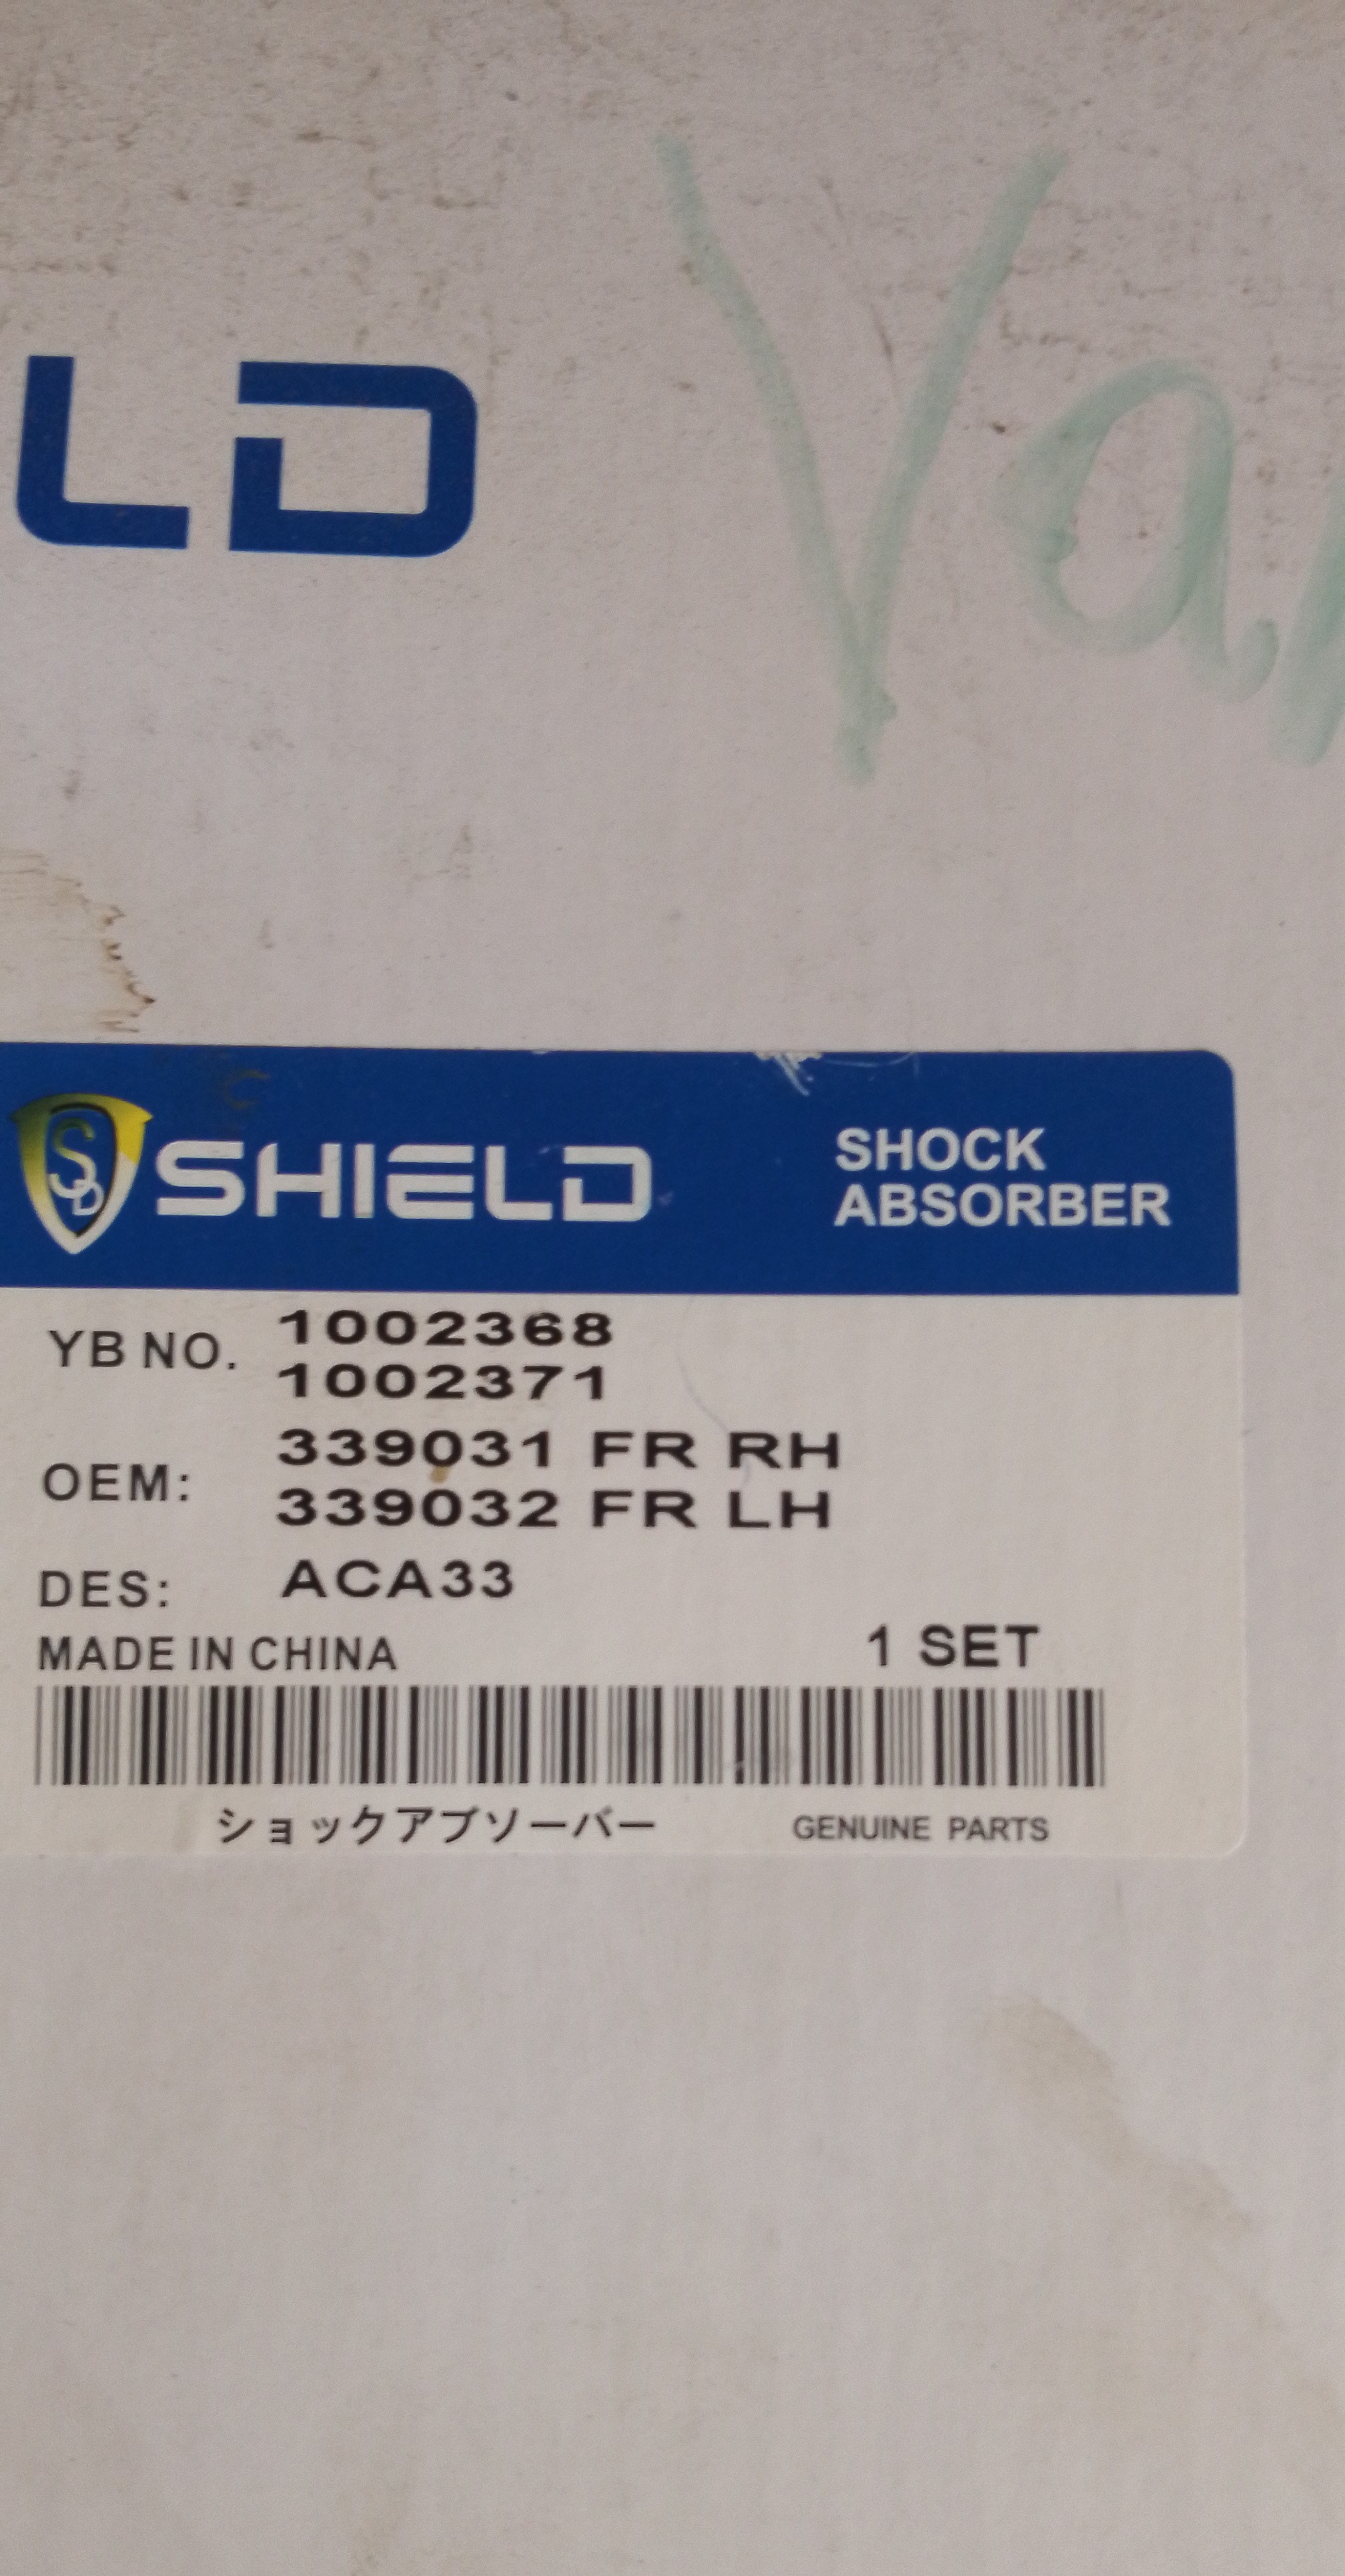 LD
SD SHIELD
SHOCK
ABSORBER
YB NO. 1002368
1002371
OEM: 339031 FR RH
339032 FR LH
DES: ACA33
MADE IN CHINA 1 SET
ショックアブソーバー GENUINE PARTS